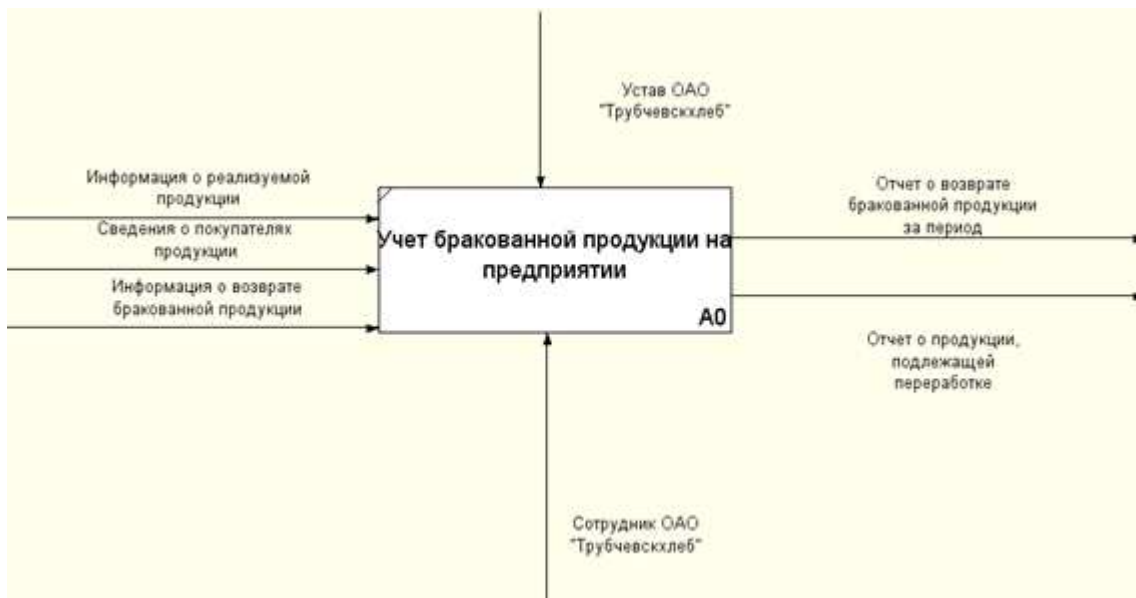 Устав ОАО
"Трубчевскхлеб"
Информация о реализуемой
продукции
Сведения о покупателях
продукции
Информация о возврате
бракованной продукции
Учет бракованной продукции на
предприятии
A0
Отчет о возврате
бракованной продукции
за период
Отчет о продукции,
подлежащей
переработке
Сотрудник ОАО
"Трубчевскхлеб"